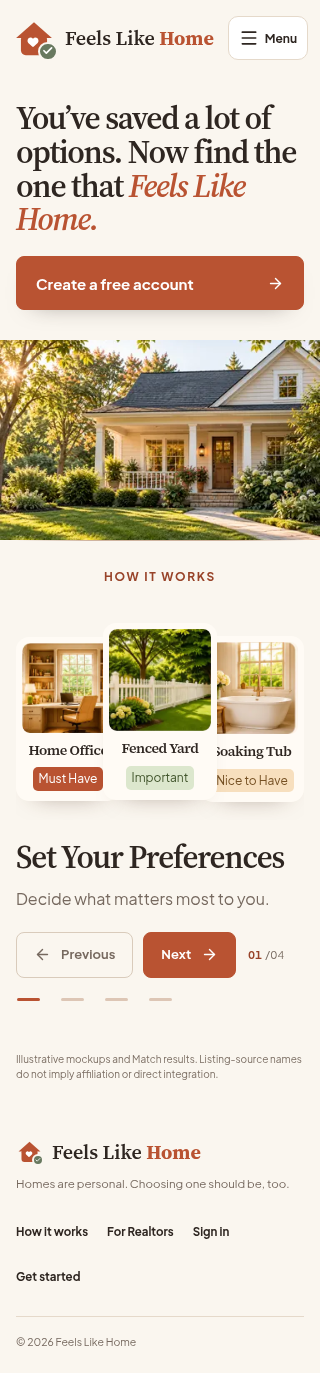 Feels Like Home
Menu
You've saved a lot of
options. Now find the
one that Feels Like
Home.
Create a free account
HOW IT WORKS
Home Office
Must Have
Fenced Yard
Important
Soaking Tub
Nice to Have
Set Your Preferences
Decide what matters most to you.
Previous
Next
01 /04
Illustrative mockups and Match results. Listing-source names
do not imply affiliation or direct integration.
Feels Like Home
Homes are personal. Choosing one should be, too.
How it works For Realtors Sign in
Get started
© 2026 Feels Like Home